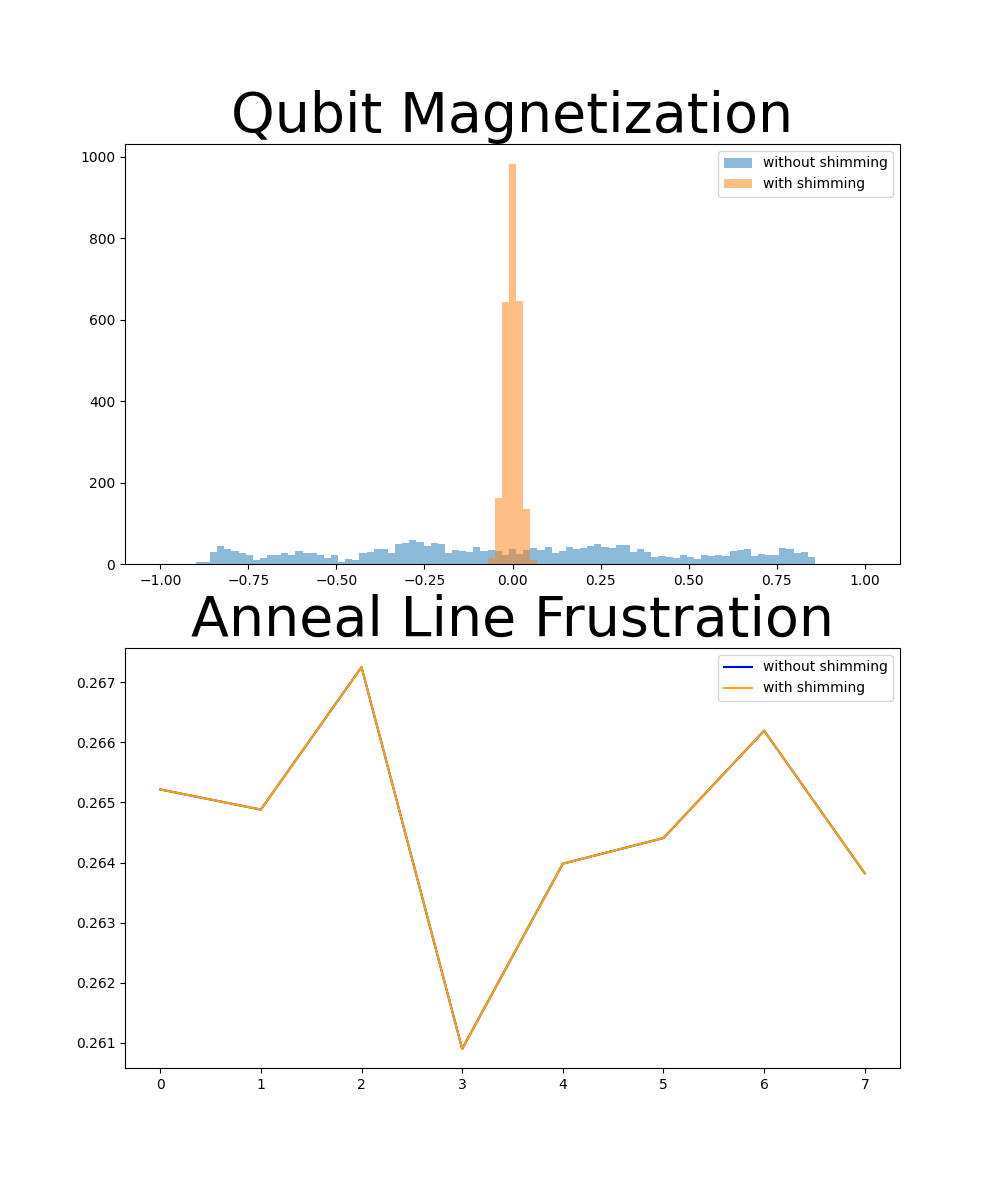 Qubit Magnetization
1000
800
600
400
200
0
without shimming
with shimming
−1.00 −0.75 −0.50 −0.25 0.00 0.25 0.50 0.75 1.00
Anneal Line Frustration
0.267
0.266
0.265
0.264
0.263
0.262
0.261
without shimming
with shimming
0 1 2 3 4 5 6 7